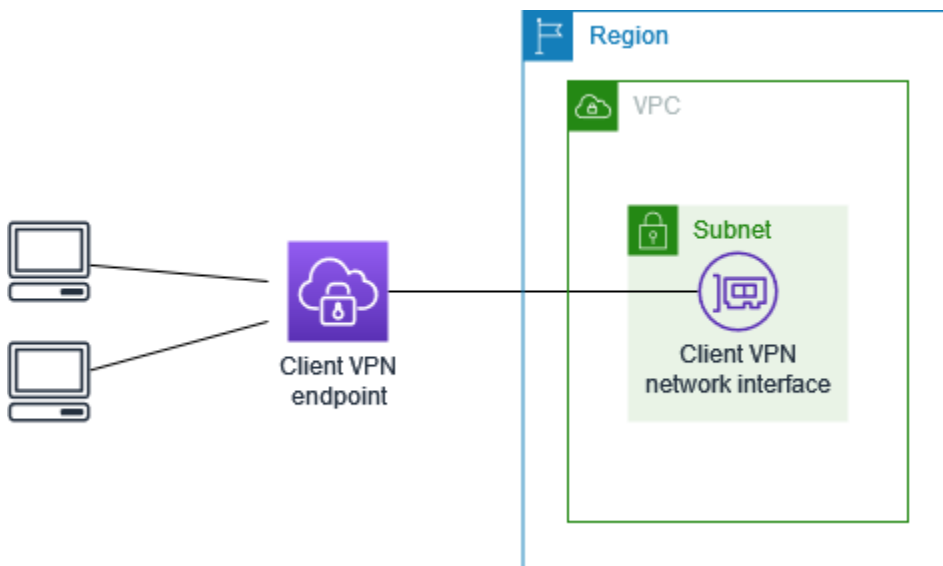 Region
VPC
Subnet
Client VPN
endpoint
Client VPN
network interface